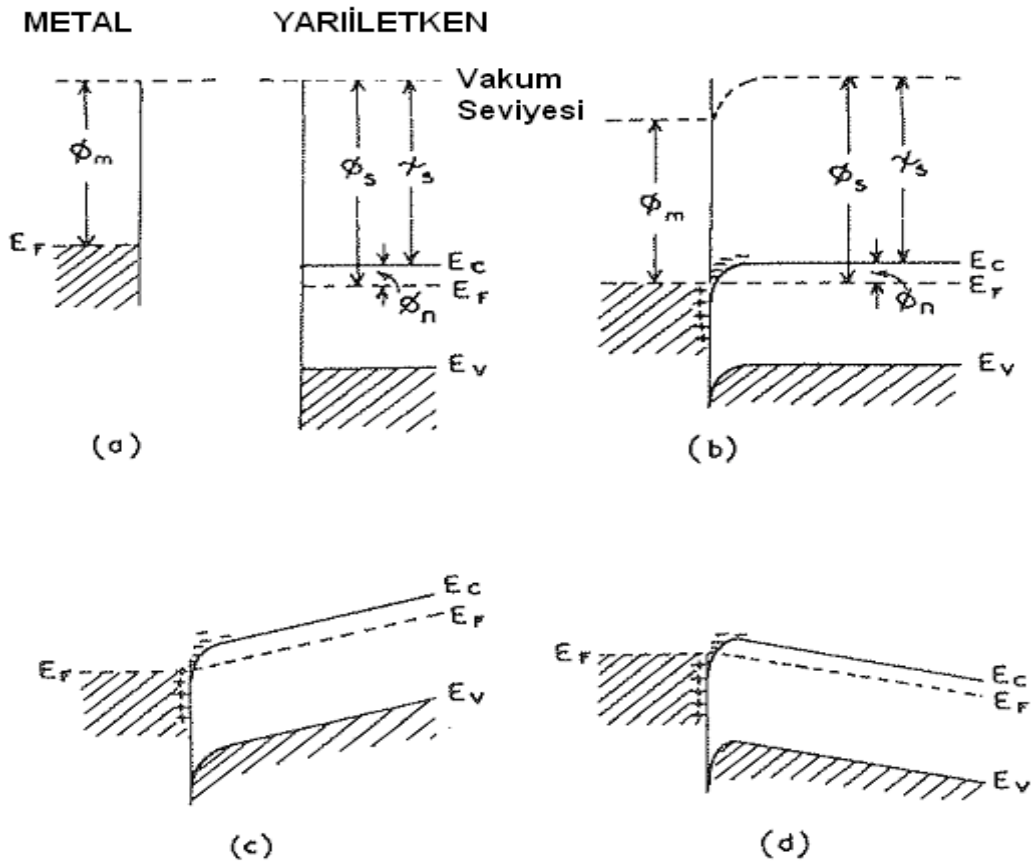 METAL YARIİLETKEN
Vakum
Seviyesi
ϕm ϕs χs ϕm ϕs χs
EF EC EC
EF EF
ϕn ϕn
EV EV
(a) (b)
EC
EF
EF EF
EC
EF
EV
EV
(c) (d)